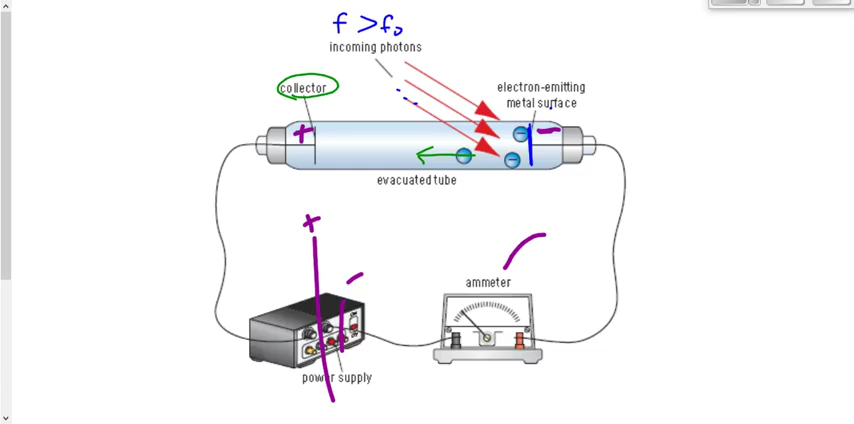 f > f₀
incoming photons
collector
electron-emitting
metal surface
+
−
evacuated tube
+
−
ammeter
power supply